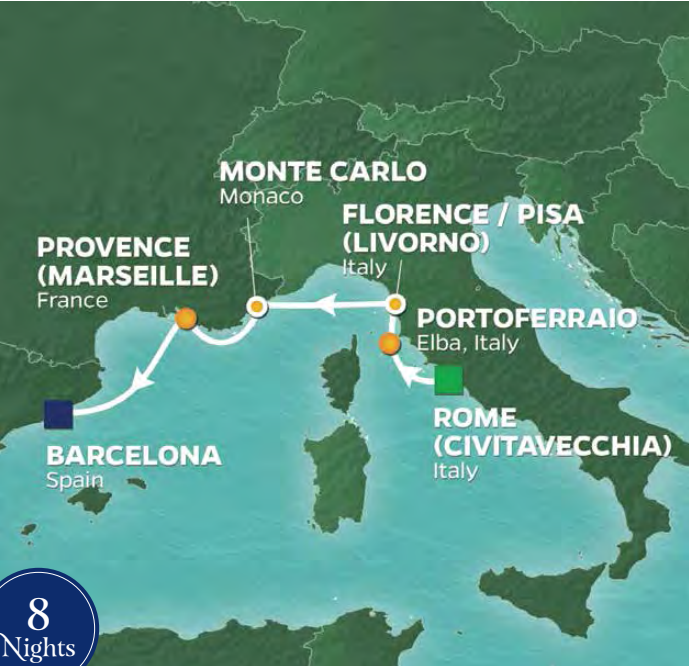 MONTE CARLO
Monaco
FLORENCE / PISA
(LIVORNO)
Italy
PROVENCE
(MARSEILLE)
France
PORTOFERRAIO
Elba, Italy
ROME
(CIVITAVECCHIA)
Italy
BARCELONA
Spain
8
Nights